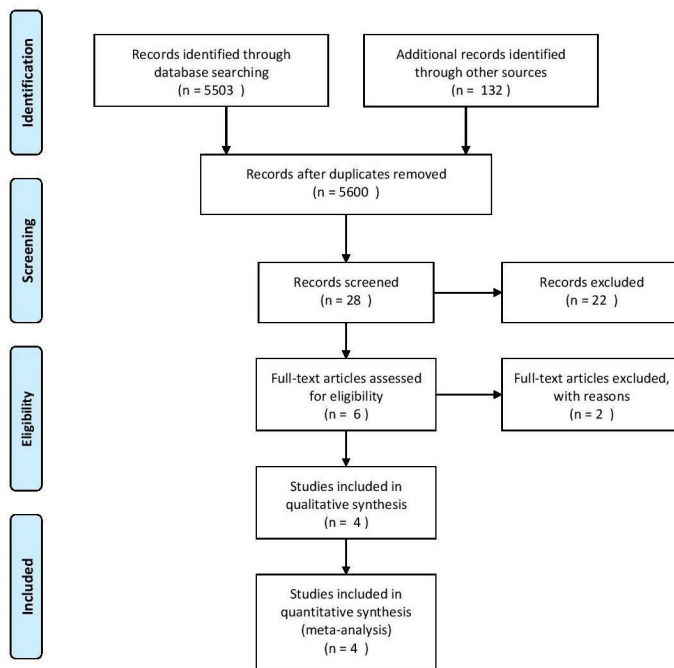 Identification
Records identified through
database searching
(n = 5503 )
Additional records identified
through other sources
(n = 132 )
Records after duplicates removed
(n = 5600 )
Screening
Records screened
(n = 28 )
Records excluded
(n = 22 )
Eligibility
Full-text articles assessed
for eligibility
(n = 6 )
Full-text articles excluded,
with reasons
(n = 2 )
Studies included in
qualitative synthesis
(n = 4 )
Included
Studies included in
quantitative synthesis
(meta-analysis)
(n = 4 )